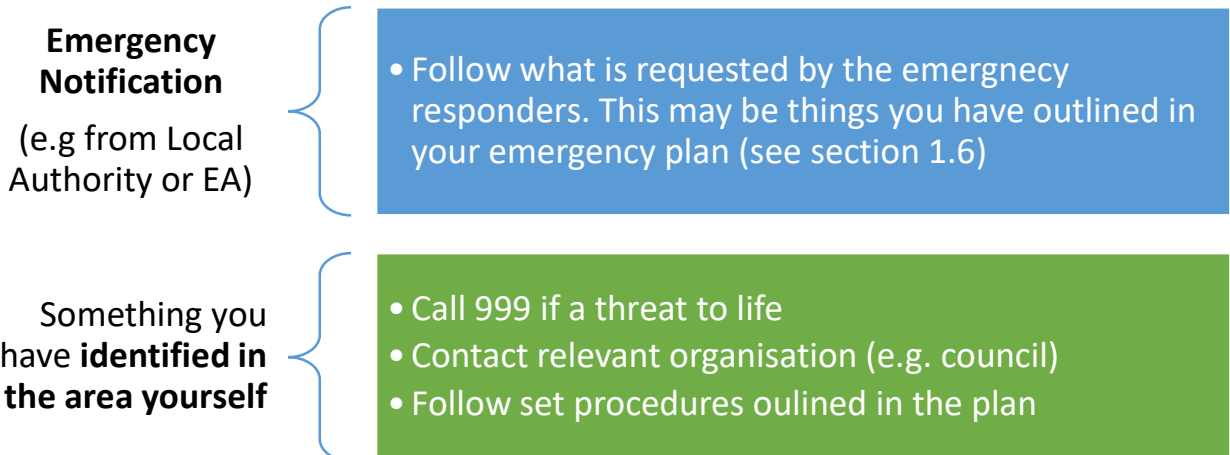 Emergency
Notification
(e.g from Local
Authority or EA)
• Follow what is requested by the emergnecy
responders. This may be things you have outlined in
your emergency plan (see section 1.6)
Something you
have identified in
the area yourself
• Call 999 if a threat to life
• Contact relevant organisation (e.g. council)
• Follow set procedures oulined in the plan